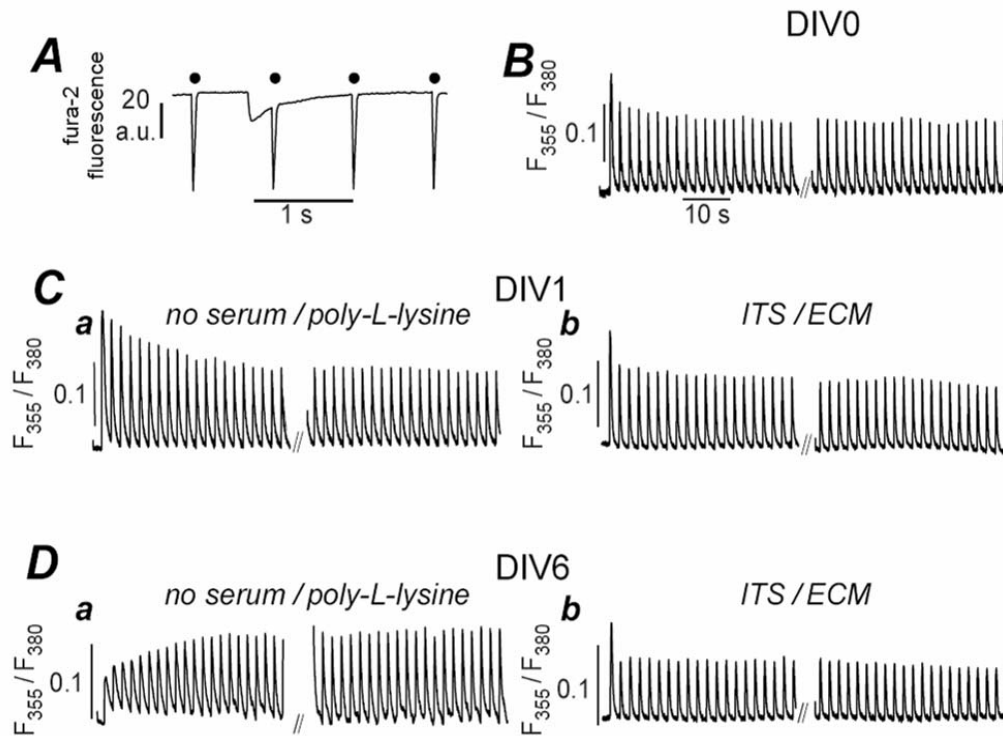 DIV0
A
fura-2
fluorescence
20
a.u.
1 s
B
F355 / F380
0.1
10 s
//
C
DIV1
a
no serum / poly-L-lysine
F355 / F380
0.1
//
b
ITS / ECM
F355 / F380
0.1
//
D
DIV6
a
no serum / poly-L-lysine
F355 / F380
0.1
//
b
ITS / ECM
F355 / F380
0.1
//